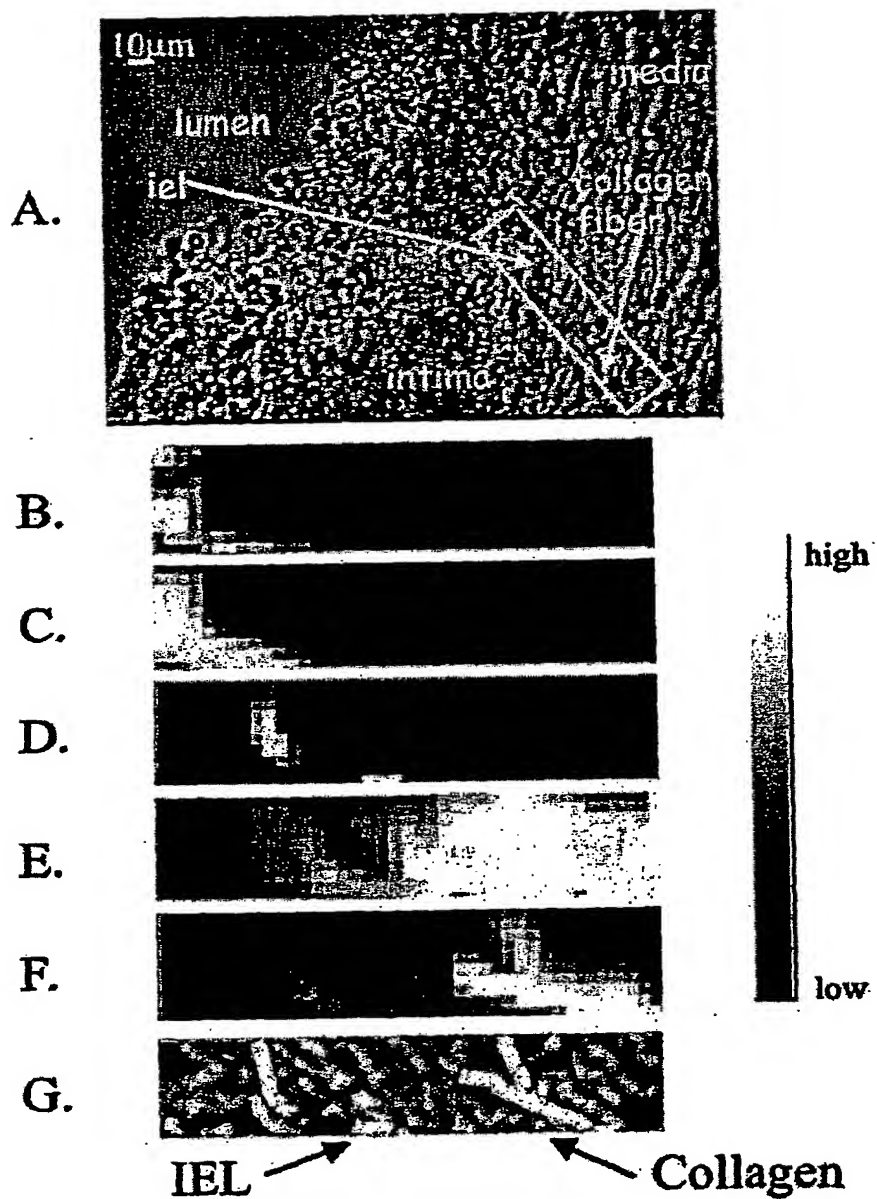 10µm
media
lumen
collagen
fiber
iel
A.
intima
B.
high
C.
D.
E.
F.
low
G.
IEL
Collagen